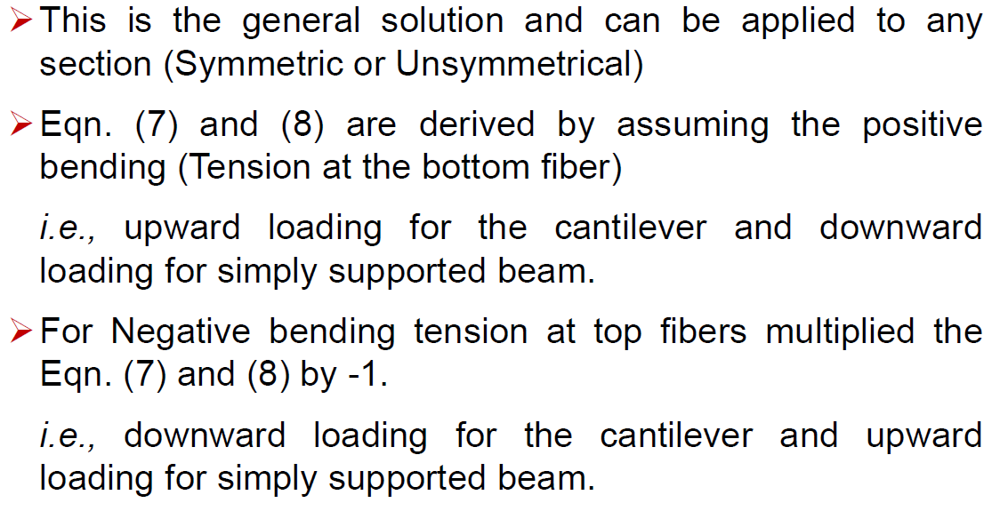 ➢ This is the general solution and can be applied to any
section (Symmetric or Unsymmetrical)
➢ Eqn. (7) and (8) are derived by assuming the positive
bending (Tension at the bottom fiber)
i.e., upward loading for the cantilever and downward
loading for simply supported beam.
➢ For Negative bending tension at top fibers multiplied the
Eqn. (7) and (8) by -1.
i.e., downward loading for the cantilever and upward
loading for simply supported beam.